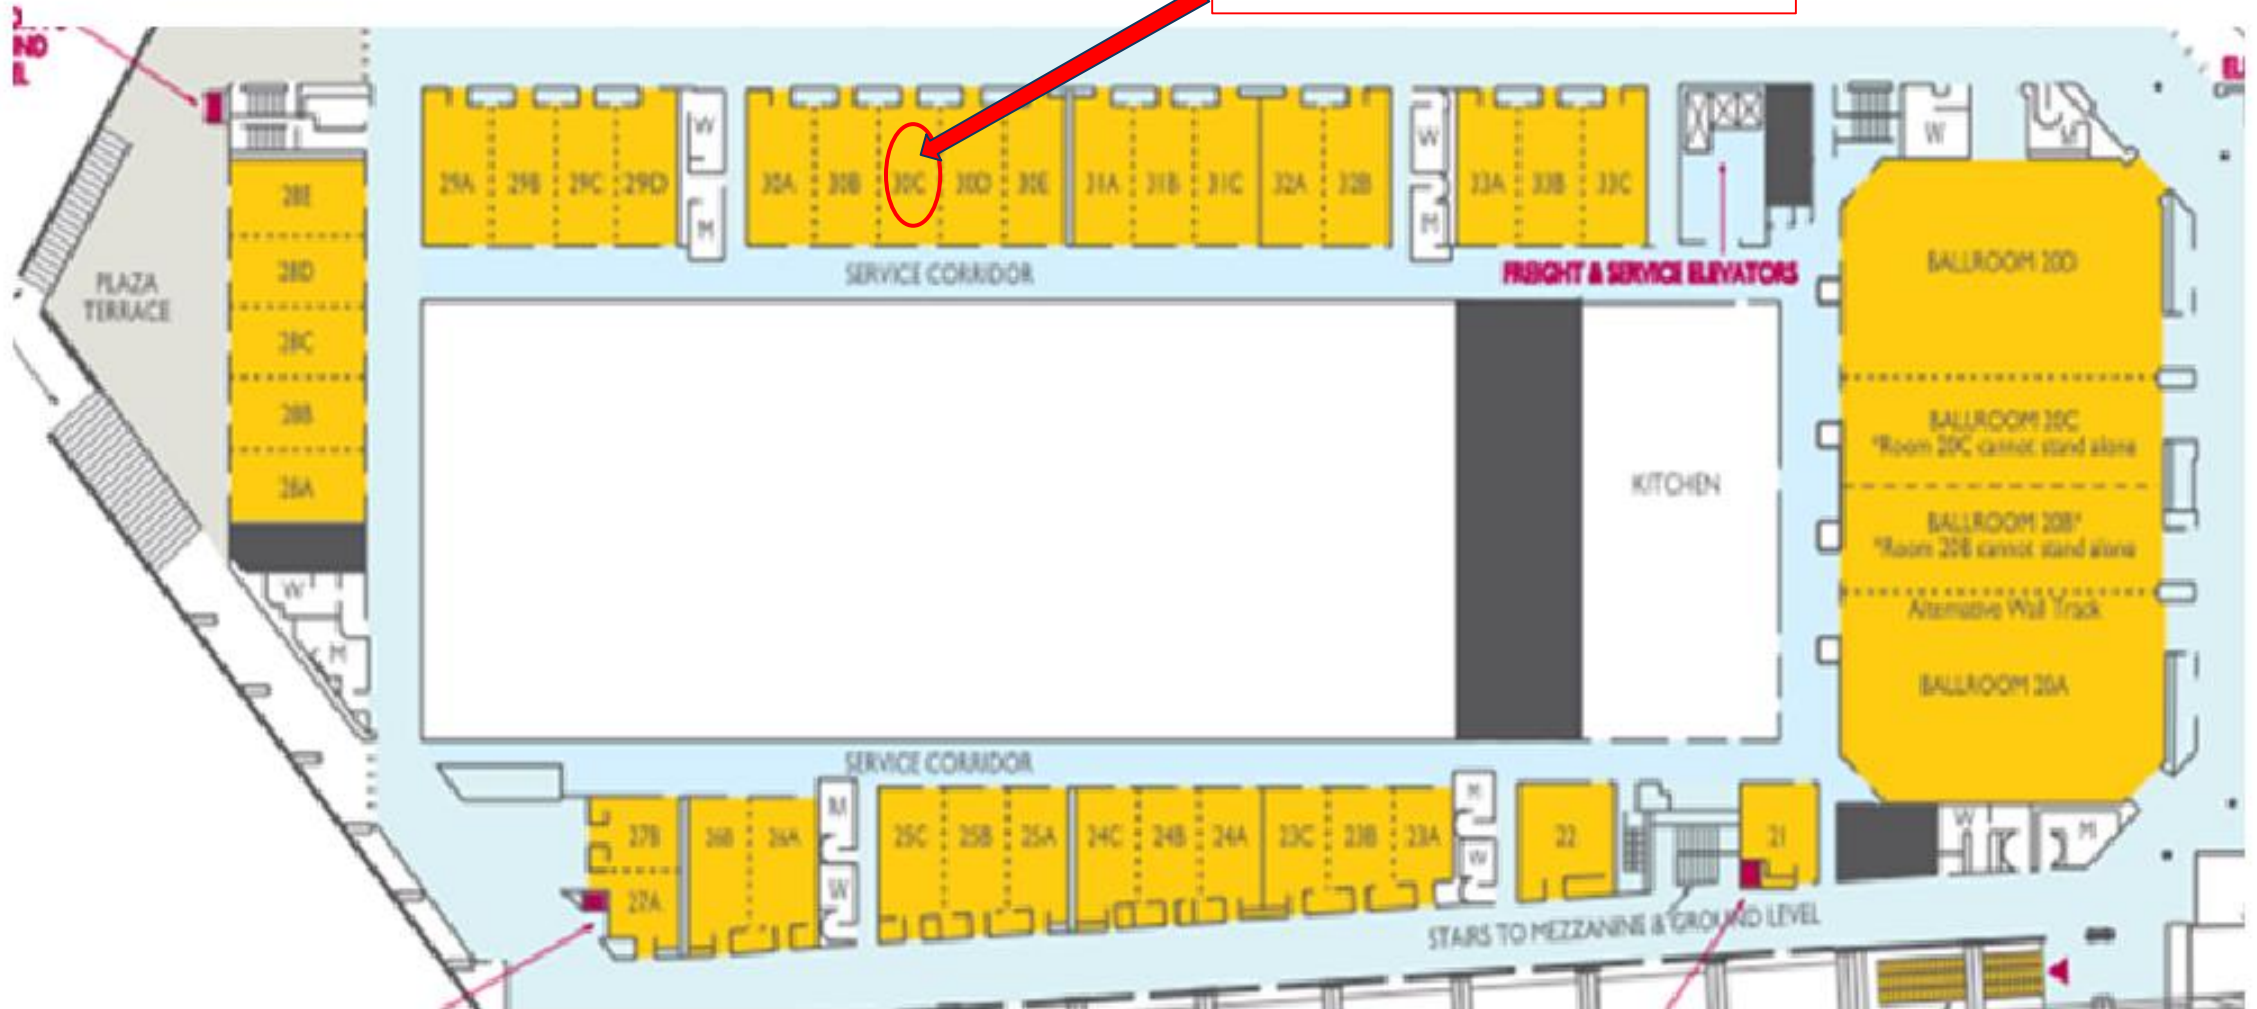 ND
EL
W
W
W
M
29A
29B
29C
29D
30A
30B
30C
30D
30E
31A
31B
31C
32A
32B
33A
33B
33C
M
M
28E
28D
28C
28B
28A
PLAZA
TERRACE
SERVICE CORRIDOR
FREIGHT & SERVICE ELEVATORS
BALLROOM 20D
BALLROOM 20C
*Room 20C cannot stand alone
KITCHEN
BALLROOM 20B*
*Room 20B cannot stand alone
Alternative Wall Track
BALLROOM 20A
W
M
SERVICE CORRIDOR
27B
26B
26A
M
25C
25B
25A
24C
24B
24A
23C
23B
23A
M
W
22
21
W
M
27A
W
STAIRS TO MEZZANINE & GROUND LEVEL